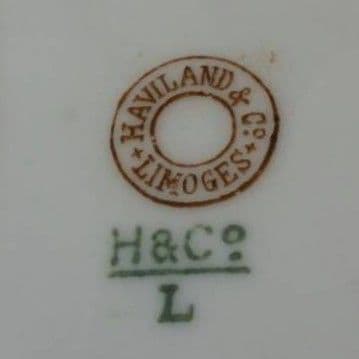 HAVILAND & Cº
★ LIMOGES ★
H&Cº
L